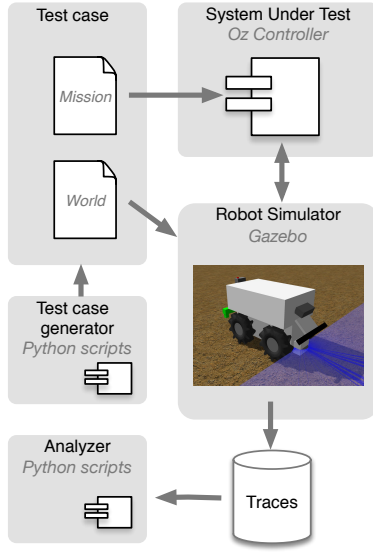 Test case
Mission
World
System Under Test
Oz Controller
Robot Simulator
Gazebo
Test case
generator
Python scripts
Analyzer
Python scripts
Traces